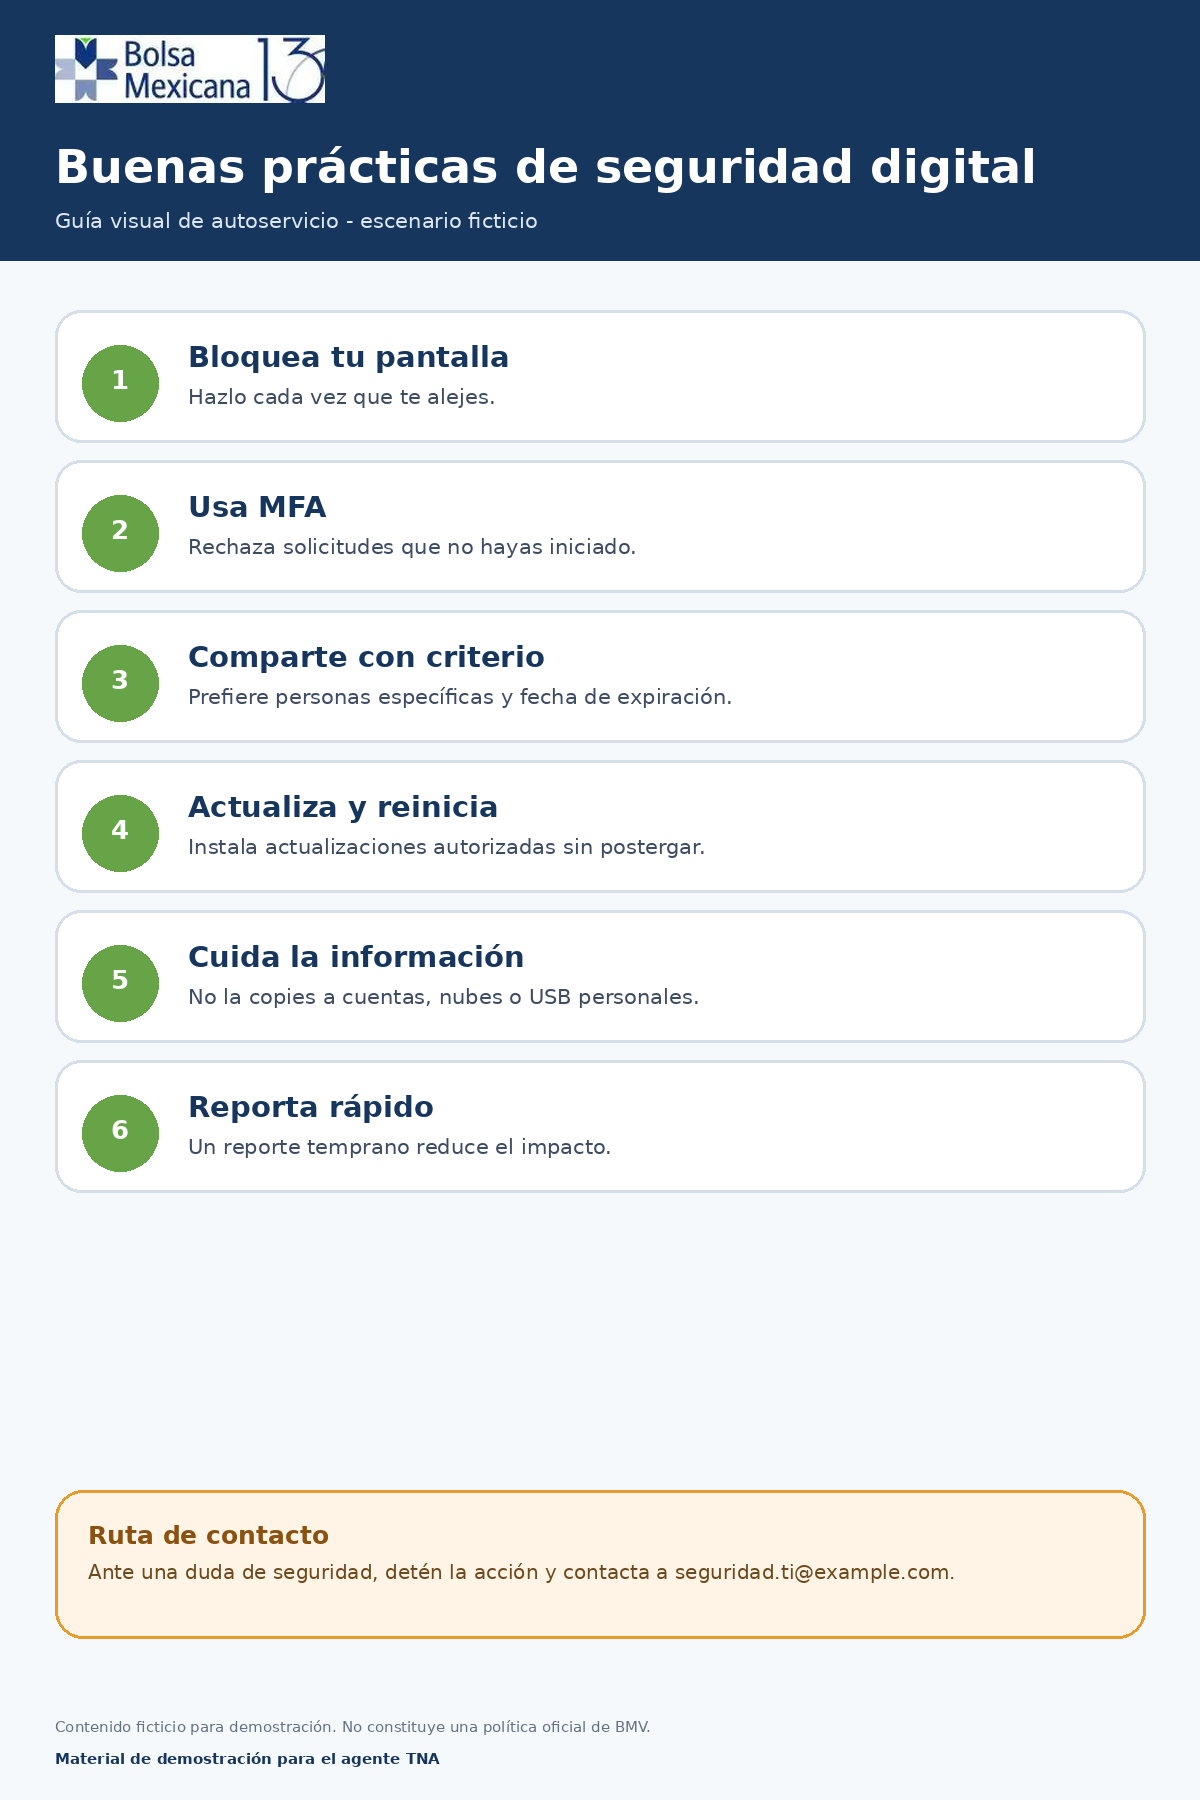 Bolsa
Mexicana
13
Buenas prácticas de seguridad digital
Guía visual de autoservicio - escenario ficticio
1
Bloquea tu pantalla
Hazlo cada vez que te alejes.
2
Usa MFA
Rechaza solicitudes que no hayas iniciado.
3
Comparte con criterio
Prefiere personas específicas y fecha de expiración.
4
Actualiza y reinicia
Instala actualizaciones autorizadas sin postergar.
5
Cuida la información
No la copies a cuentas, nubes o USB personales.
6
Reporta rápido
Un reporte temprano reduce el impacto.
Ruta de contacto
Ante una duda de seguridad, detén la acción y contacta a seguridad.ti@example.com.
Contenido ficticio para demostración. No constituye una política oficial de BMV.
Material de demostración para el agente TNA